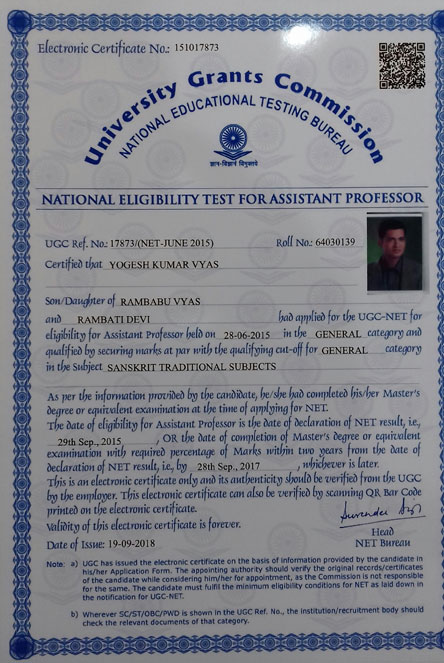 Electronic Certificate No.: 151017873
University Grants Commission
NATIONAL EDUCATIONAL TESTING BUREAU
ज्ञान-विज्ञानं विमुक्तये
NATIONAL ELIGIBILITY TEST FOR ASSISTANT PROFESSOR
UGC Ref. No.: 17873/(NET-JUNE 2015) Roll No.: 64030139
Certified that YOGESH KUMAR VYAS
Son/Daughter of RAMBABU VYAS
and RAMBATI DEVI had applied for the UGC-NET for
eligibility for Assistant Professor held on 28-06-2015 in the GENERAL category and
qualified by securing marks at par with the qualifying cut-off for GENERAL category
in the Subject SANSKRIT TRADITIONAL SUBJECTS
As per the information provided by the candidate, he/she had completed his/her Master's
degree or equivalent examination at the time of applying for NET.
The date of eligibility for Assistant Professor is the date of declaration of NET result, i.e.,
29th Sep., 2015, OR the date of completion of Master's degree or equivalent
examination with required percentage of Marks within two years from the date of
declaration of NET result, i.e., by 28th Sep., 2017, whichever is later.
This is an electronic certificate only and its authenticity should be verified from the UGC
by the employer. This electronic certificate can also be verified by scanning QR Bar Code
printed on the electronic certificate.
Validity of this electronic certificate is forever.
Head
Date of Issue: 19-09-2018 NET Bureau
Note: a) UGC has issued the electronic certificate on the basis of information provided by the candidate in
his/her Application Form. The appointing authority should verify the original records/certificates
of the candidate while considering him/her for appointment, as the Commission is not responsible
for the same. The candidate must fulfil the minimum eligibility conditions for NET as laid down in
the notification for UGC-NET.
b) Wherever SC/ST/OBC/PWD is shown in the UGC Ref. No., the institution/recruitment body should
check the relevant documents of that category.